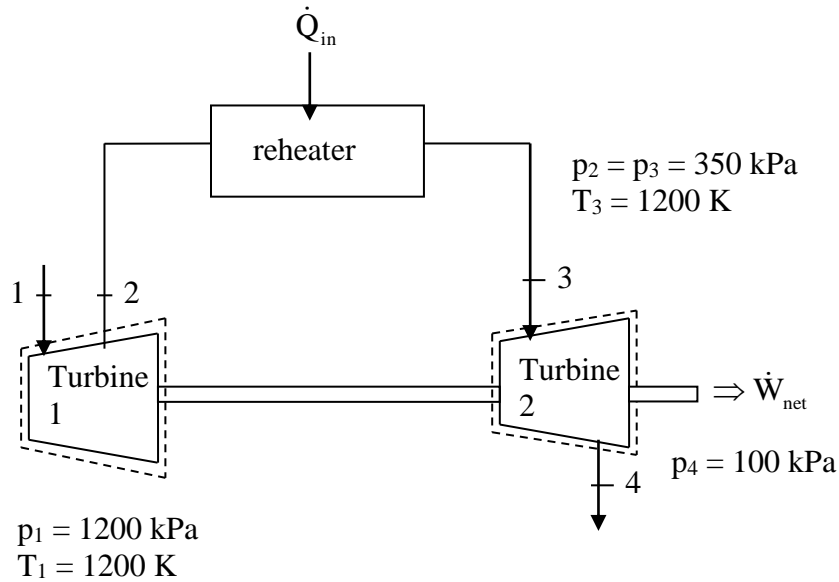 Q̇in
reheater
p2 = p3 = 350 kPa
T3 = 1200 K
1
2
3
Turbine
1
Turbine
2
⇒ Ẇnet
p4 = 100 kPa
4
p1 = 1200 kPa
T1 = 1200 K